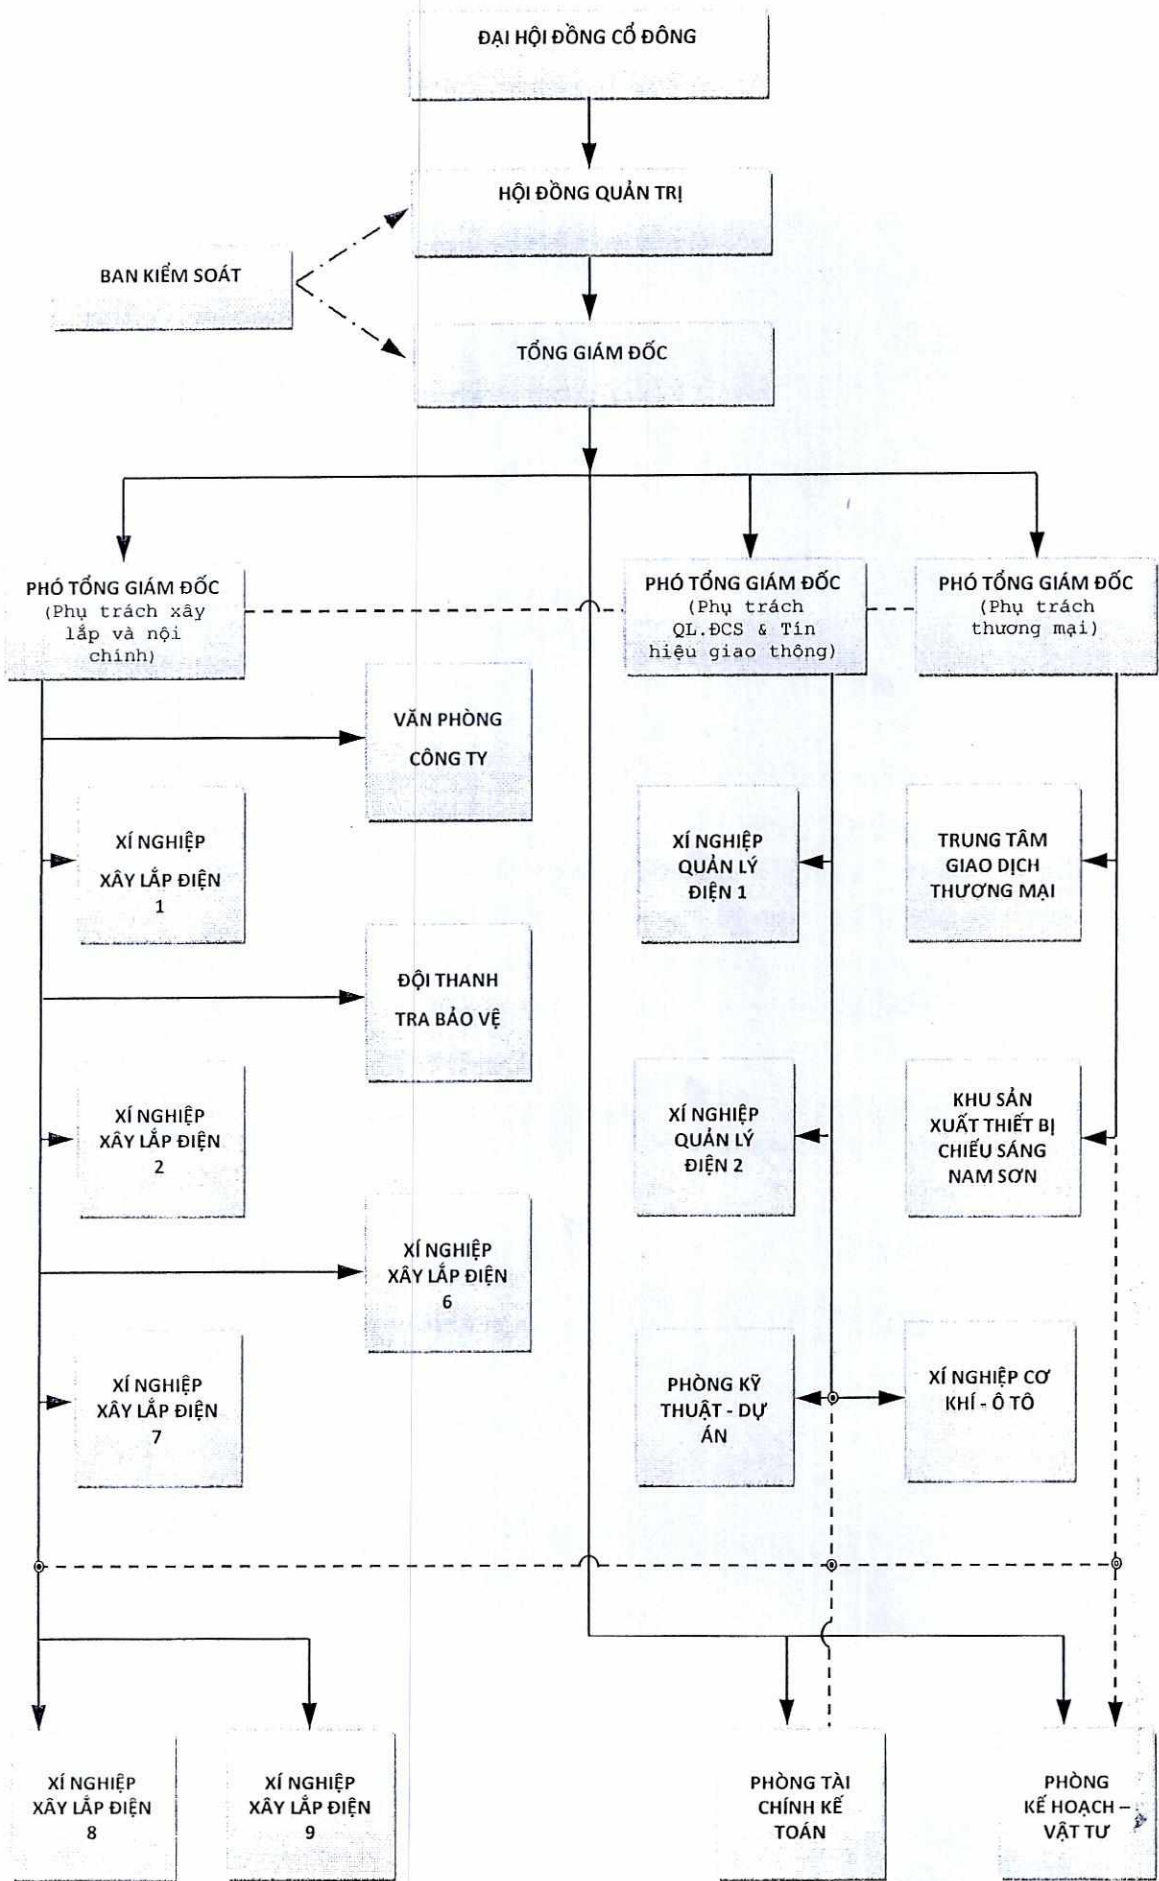 ĐẠI HỘI ĐỒNG CỔ ĐÔNG
HỘI ĐỒNG QUẢN TRỊ
BAN KIỂM SOÁT
TỔNG GIÁM ĐỐC
PHÓ TỔNG GIÁM ĐỐC
(Phụ trách xây
lắp và nội
chính)
PHÓ TỔNG GIÁM ĐỐC
(Phụ trách
QL.ĐCS & Tín
hiệu giao thông)
PHÓ TỔNG GIÁM ĐỐC
(Phụ trách
thương mại)
VĂN PHÒNG
CÔNG TY
XÍ NGHIỆP
XÂY LẮP ĐIỆN
1
XÍ NGHIỆP
QUẢN LÝ
ĐIỆN 1
TRUNG TÂM
GIAO DỊCH
THƯƠNG MẠI
ĐỘI THANH
TRA BẢO VỆ
XÍ NGHIỆP
XÂY LẮP ĐIỆN
2
XÍ NGHIỆP
QUẢN LÝ
ĐIỆN 2
KHU SẢN
XUẤT THIẾT BỊ
CHIẾU SÁNG
NAM SƠN
XÍ NGHIỆP
XÂY LẮP ĐIỆN
6
XÍ NGHIỆP
XÂY LẮP ĐIỆN
7
PHÒNG KỸ
THUẬT - DỰ
ÁN
XÍ NGHIỆP CƠ
KHÍ - Ô TÔ
XÍ NGHIỆP
XÂY LẮP ĐIỆN
8
XÍ NGHIỆP
XÂY LẮP ĐIỆN
9
PHÒNG TÀI
CHÍNH KẾ
TOÁN
PHÒNG
KẾ HOẠCH –
VẬT TƯ